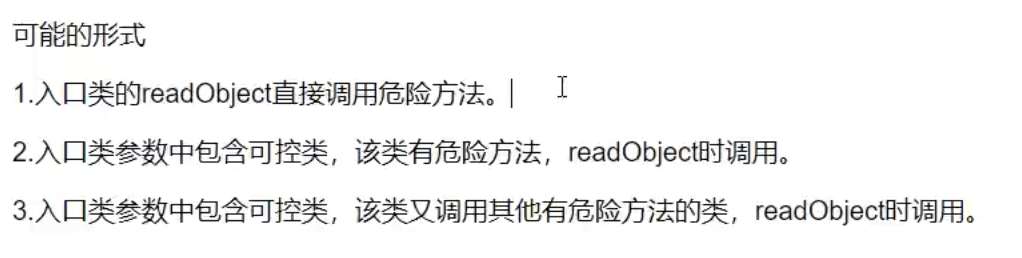 可能的形式
1.入口类的readObject直接调用危险方法。
2.入口类参数中包含可控类，该类有危险方法，readObject时调用。
3.入口类参数中包含可控类，该类又调用其他有危险方法的类，readObject时调用。